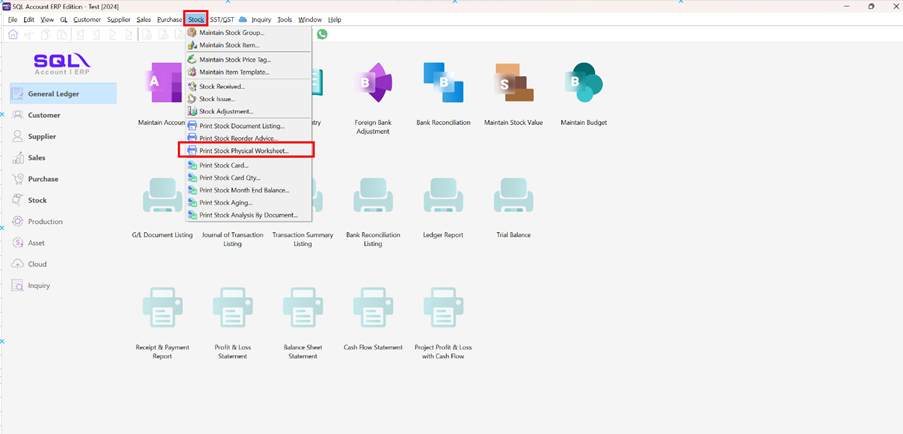 SQL Account ERP Edition - Test [2024]
File Edit View GL Customer Supplier Sales Purchase Stock SST/GST Inquiry Tools Window Help
SQL
Account | ERP
General Ledger
Customer
Supplier
Sales
Purchase
Stock
Production
Asset
Cloud
Inquiry
Maintain Stock Group...
Maintain Stock Item...
Maintain Stock Price Tag...
Maintain Item Template...
Stock Received...
Stock Issue...
Stock Adjustment...
Print Stock Document Listing...
Print Stock Reorder Advice...
Print Stock Physical Worksheet...
Print Stock Card...
Print Stock Card Qty...
Print Stock Month End Balance...
Print Stock Aging...
Print Stock Analysis By Document...
A B B S B
Maintain Accou
try
Foreign Bank
Adjustment
Bank Reconciliation
Maintain Stock Value
Maintain Budget
G/L Document Listing
Journal of Transaction
Listing
Transaction Summary
Listing
Bank Reconciliation
Listing
Ledger Report
Trial Balance
Receipt & Payment
Report
Profit & Loss
Statement
Balance Sheet
Statement
Cash Flow Statement
Project Profit & Loss
with Cash Flow